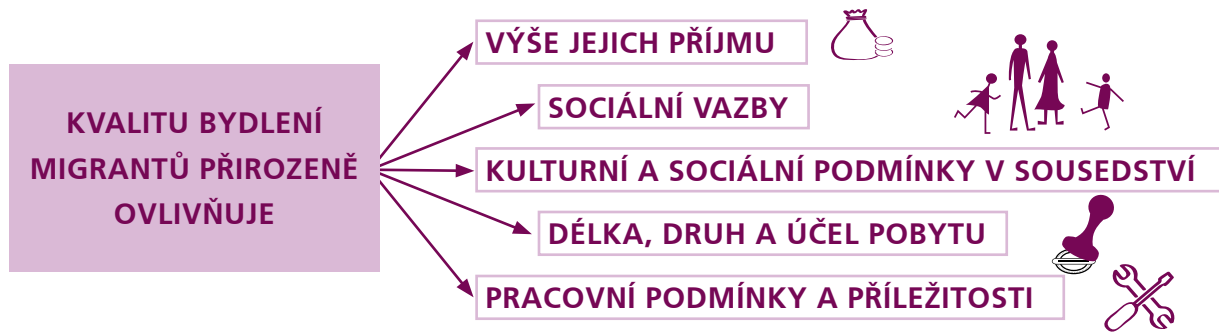 KVALITU BYDLENÍ
MIGRANTŮ PŘIROZENĚ
OVLIVŇUJE
VÝŠE JEJICH PŘÍJMU
SOCIÁLNÍ VAZBY
KULTURNÍ A SOCIÁLNÍ PODMÍNKY V SOUSEDSTVÍ
DÉLKA, DRUH A ÚČEL POBYTU
PRACOVNÍ PODMÍNKY A PŘÍLEŽITOSTI